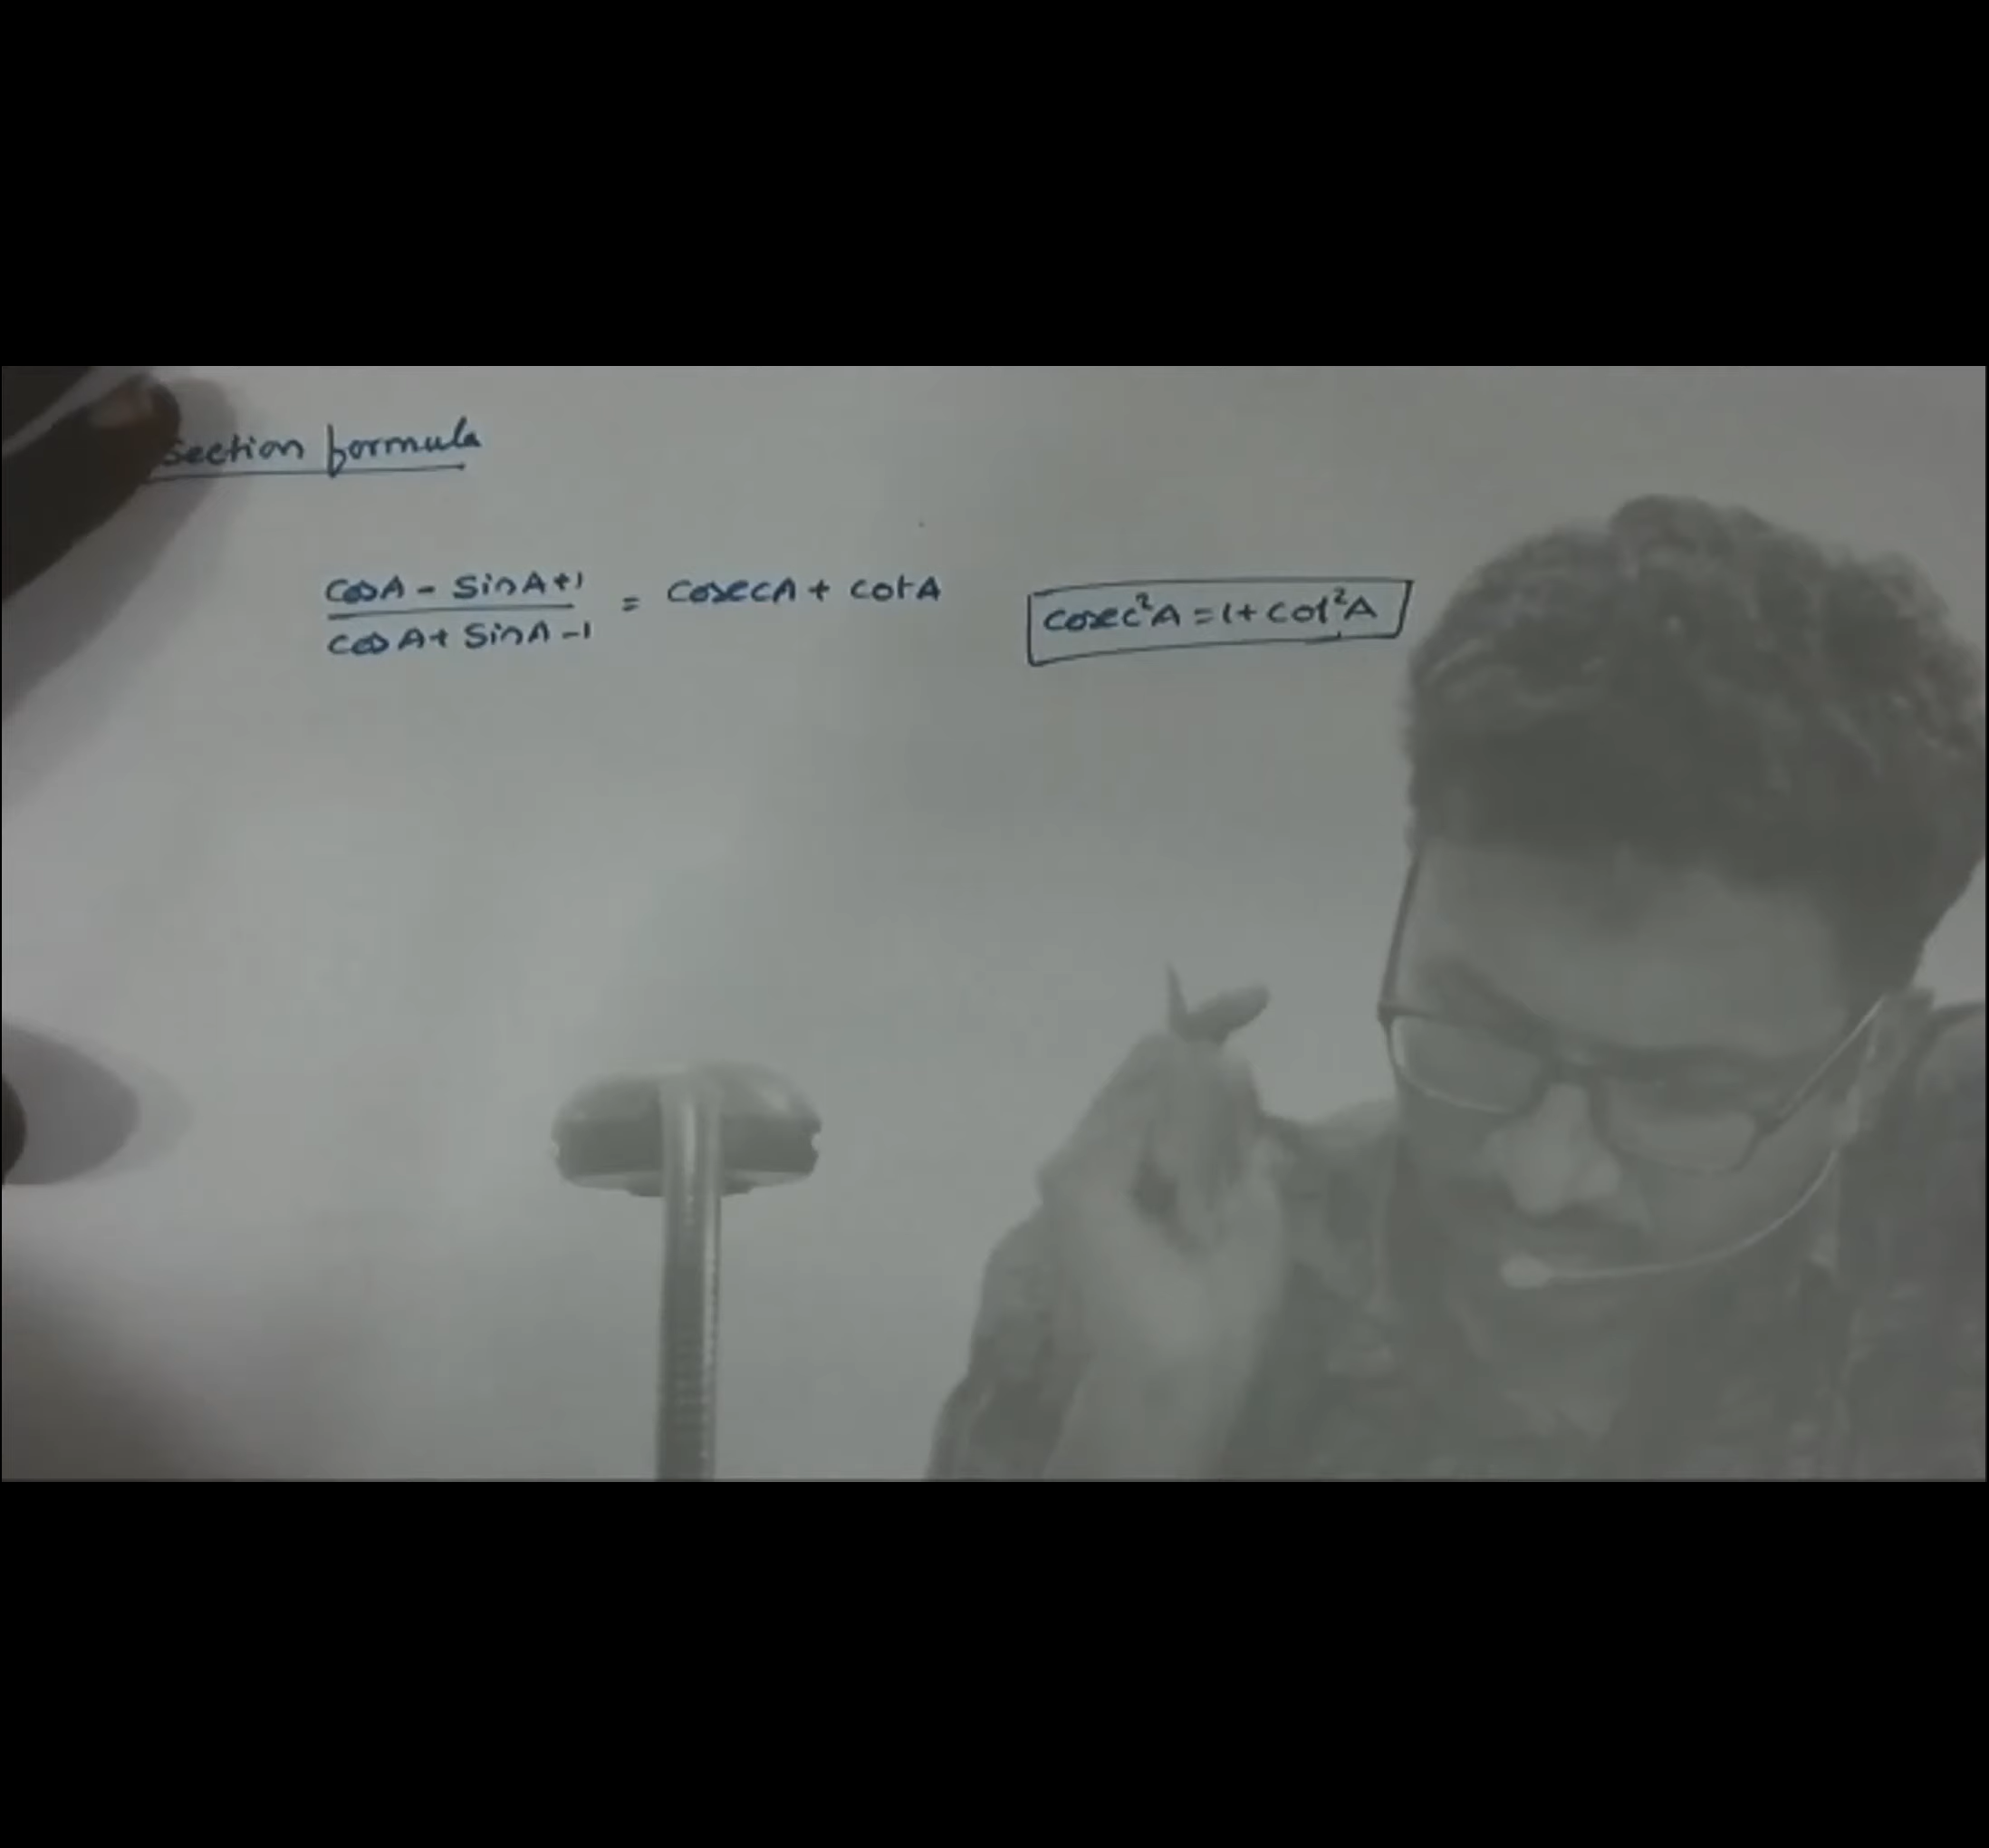 Section formula
cosA - sinA+1
cosA + sinA -1
= cosecA + cotA
cosec²A = 1 + cot²A